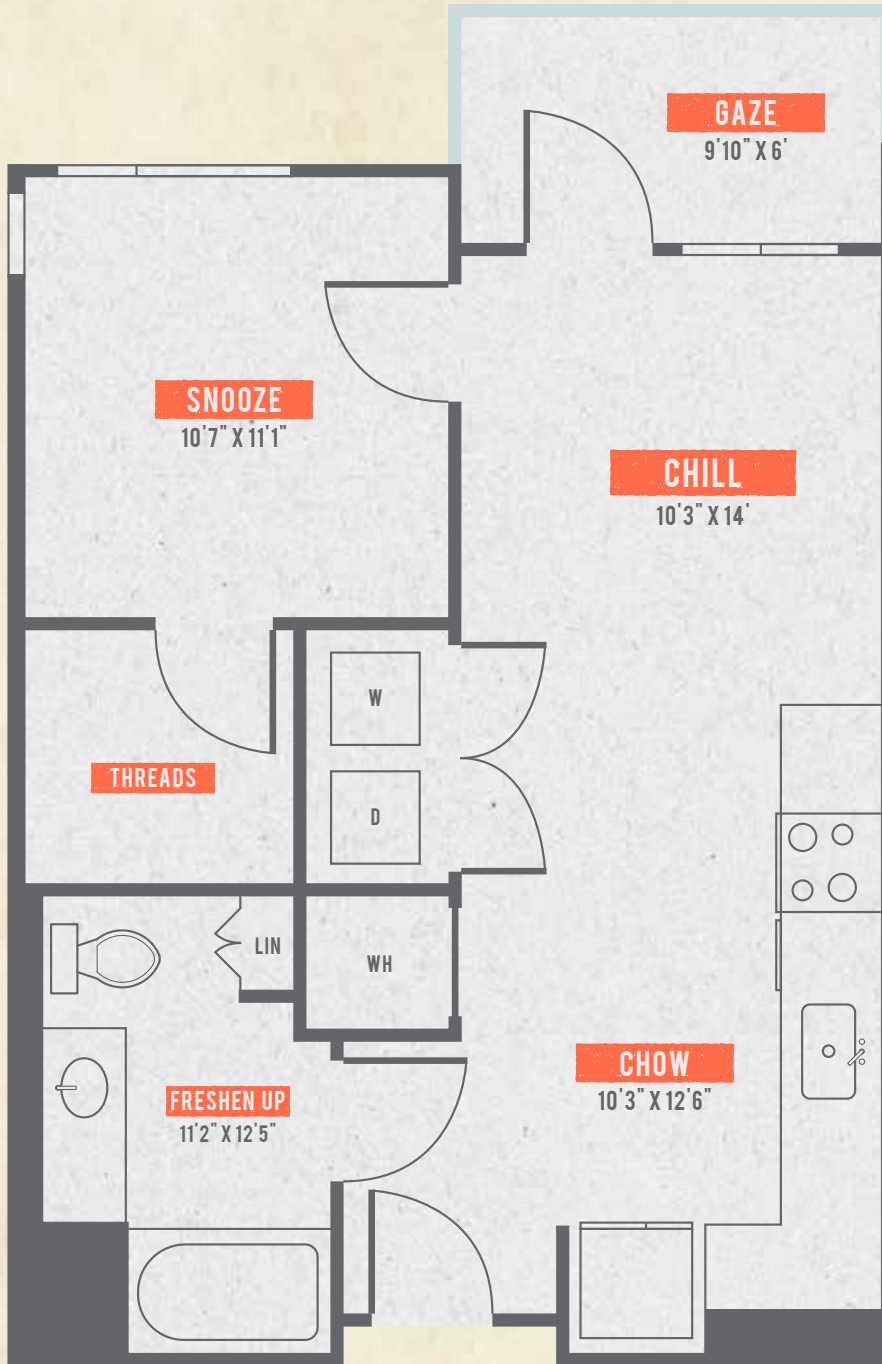 GAZE
9'10" X 6'
SNOOZE
10'7" X 11'1"
CHILL
10'3" X 14'
W
THREADS
D
LIN
WH
CHOW
10'3" X 12'6"
FRESHEN UP
11'2" X 12'5"